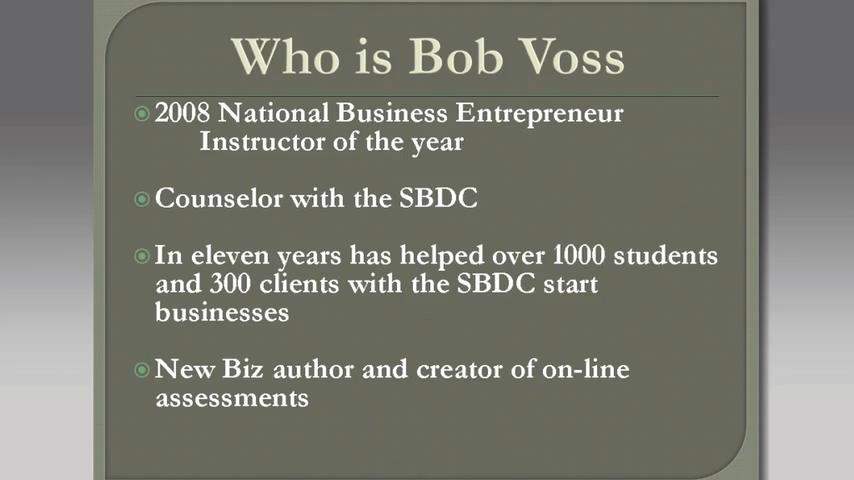 Who is Bob Voss
2008 National Business Entrepreneur
Instructor of the year
Counselor with the SBDC
In eleven years has helped over 1000 students
and 300 clients with the SBDC start
businesses
New Biz author and creator of on-line
assessments